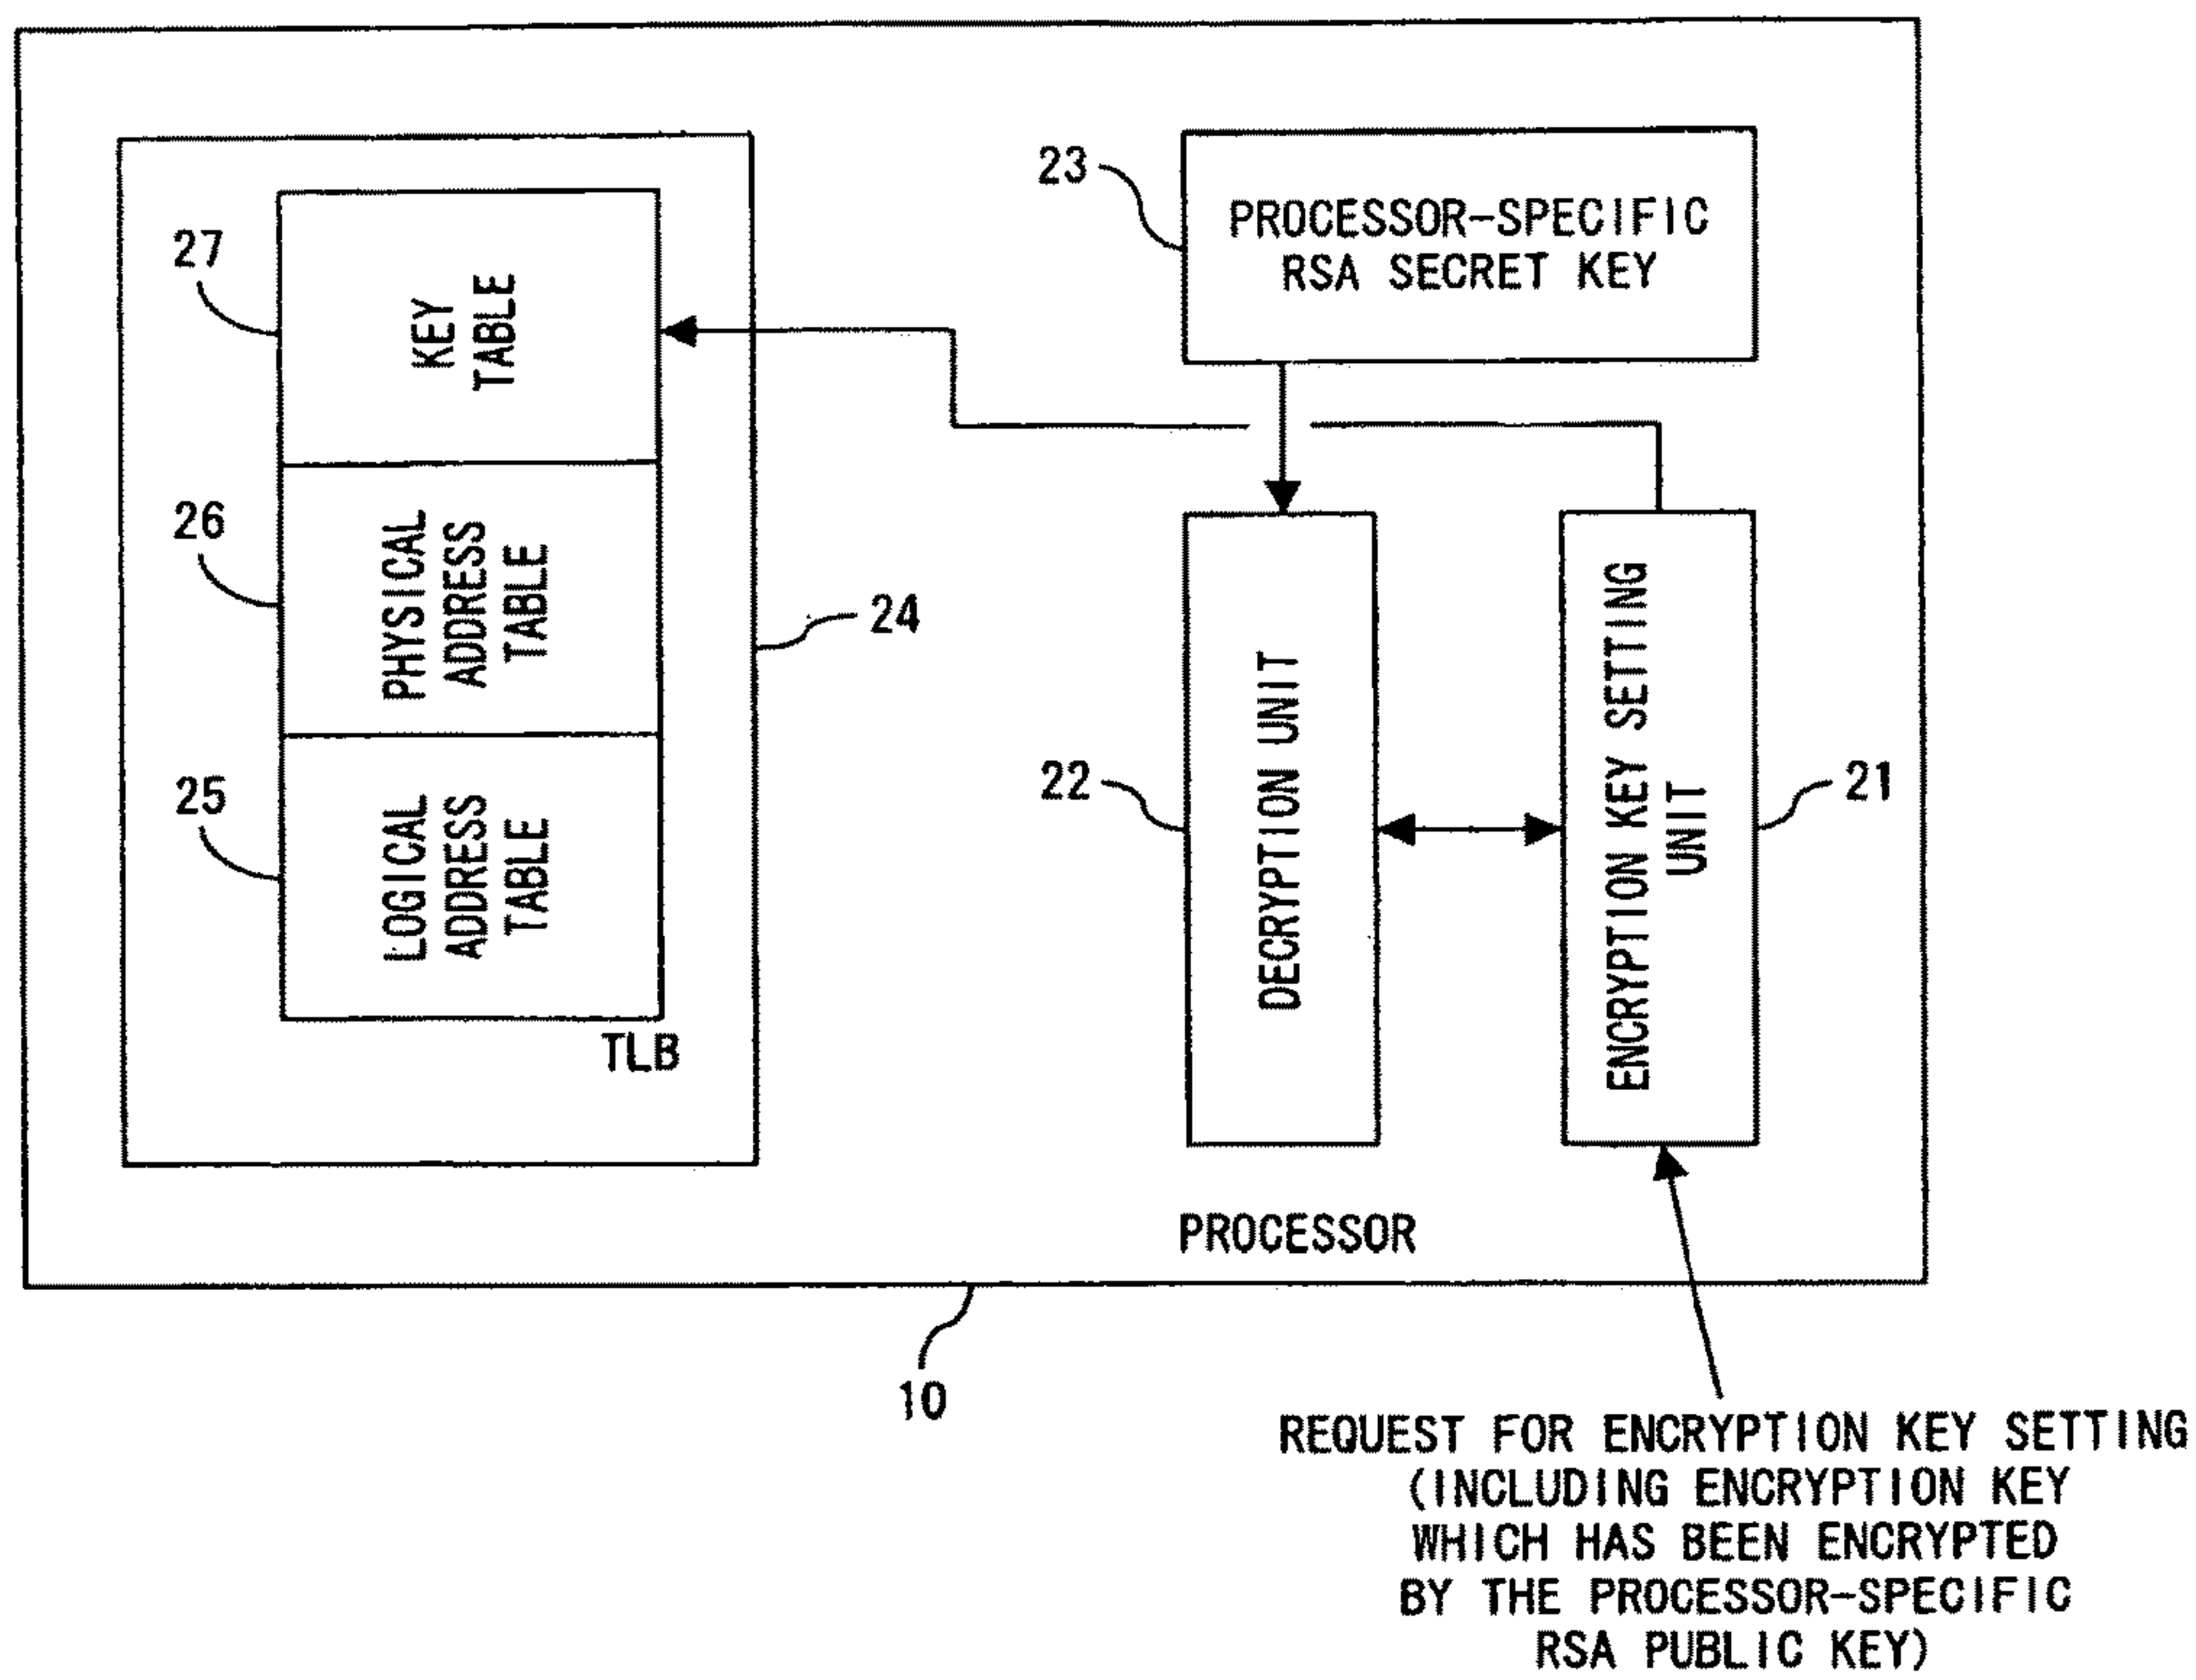 23
PROCESSOR-SPECIFIC
RSA SECRET KEY
27
KEY
TABLE
26
PHYSICAL
ADDRESS
TABLE
24
25
LOGICAL
ADDRESS
TABLE
TLB
22
DECRYPTION UNIT
ENCRYPTION KEY SETTING
UNIT
21
PROCESSOR
10
REQUEST FOR ENCRYPTION KEY SETTING
(INCLUDING ENCRYPTION KEY
WHICH HAS BEEN ENCRYPTED
BY THE PROCESSOR-SPECIFIC
RSA PUBLIC KEY)